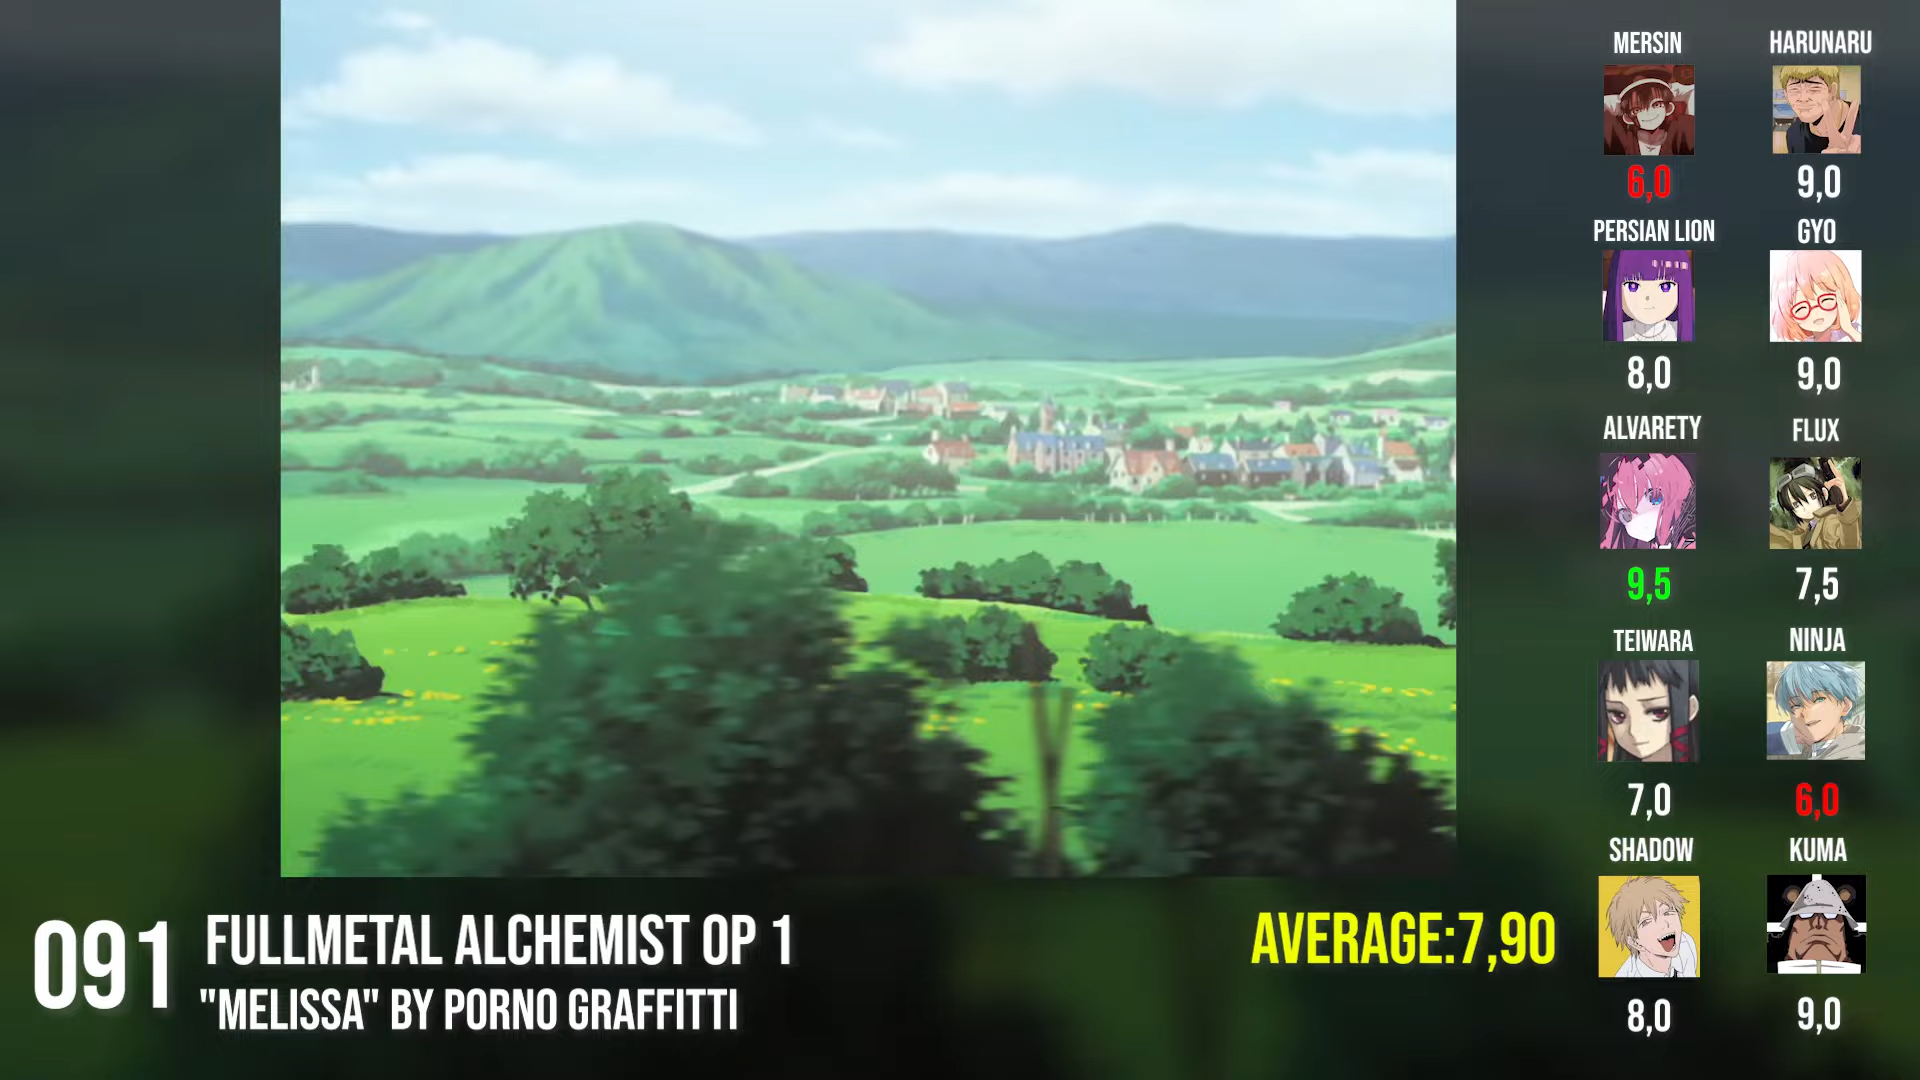 MERSIN HARUNARU
6,0 9,0
PERSIAN LION GYO
8,0 9,0
ALVARETY FLUX
9,5 7,5
TEIWARA NINJA
7,0 6,0
SHADOW KUMA
8,0 9,0
091 FULLMETAL ALCHEMIST OP 1
"MELISSA" BY PORNO GRAFFITTI
AVERAGE:7,90